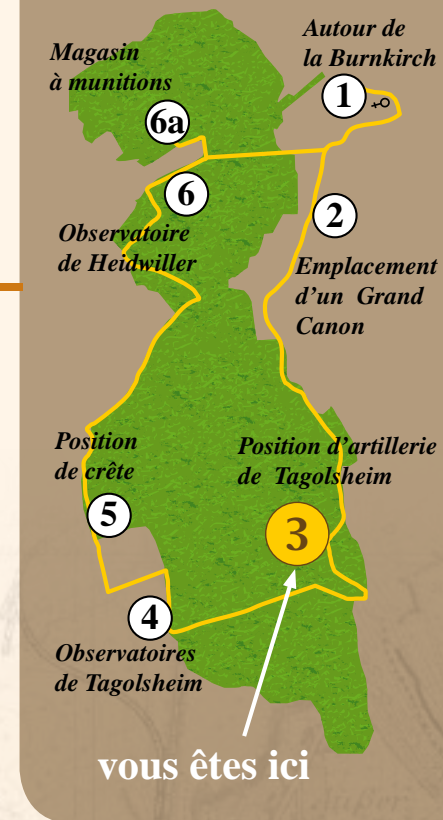 Autour de
la Burnkirch
1
Magasin
à munitions
6a
6
Observatoire
de Heidwiller
2
Emplacement
d'un Grand
Canon
Position
de crête
5
Position d'artillerie
de Tagolsheim
3
4
Observatoires
de Tagolsheim
vous êtes ici